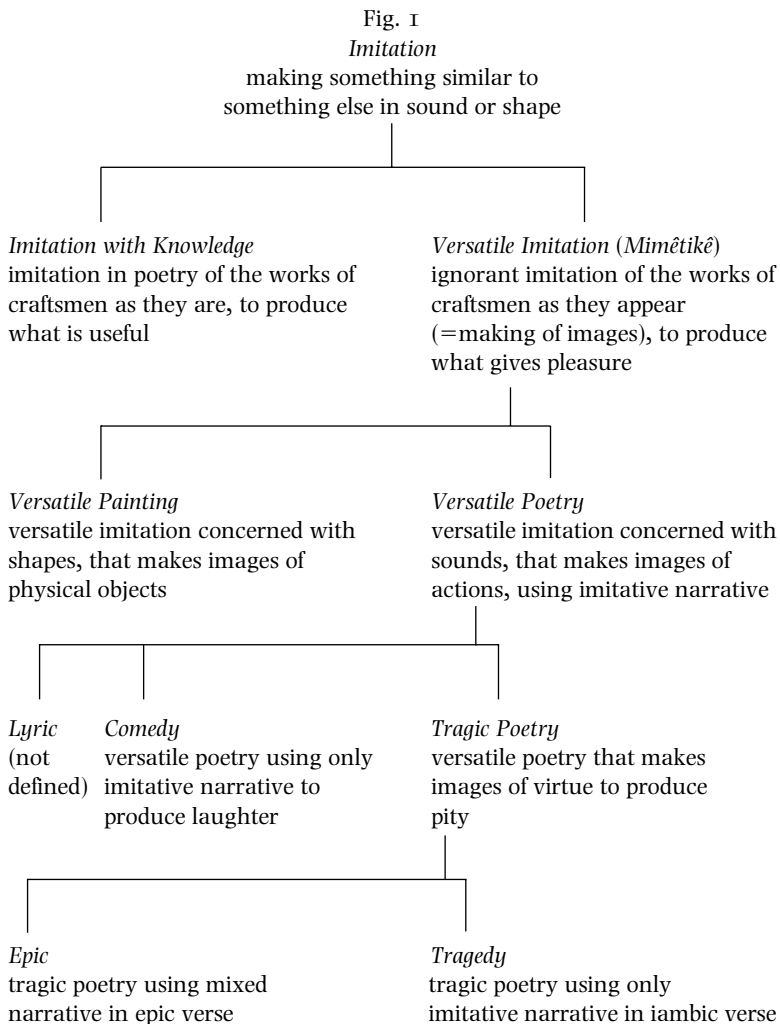 Fig. 1
Imitation
making something similar to
something else in sound or shape
Imitation with Knowledge
imitation in poetry of the works of
craftsmen as they are, to produce
what is useful
Versatile Imitation (Mimêtikê)
ignorant imitation of the works of
craftsmen as they appear
(=making of images), to produce
what gives pleasure
Versatile Painting
versatile imitation concerned with
shapes, that makes images of
physical objects
Versatile Poetry
versatile imitation concerned with
sounds, that makes images of
actions, using imitative narrative
Lyric
(not
defined)
Comedy
versatile poetry using only
imitative narrative to
produce laughter
Tragic Poetry
versatile poetry that makes
images of virtue to produce
pity
Epic
tragic poetry using mixed
narrative in epic verse
Tragedy
tragic poetry using only
imitative narrative in iambic verse